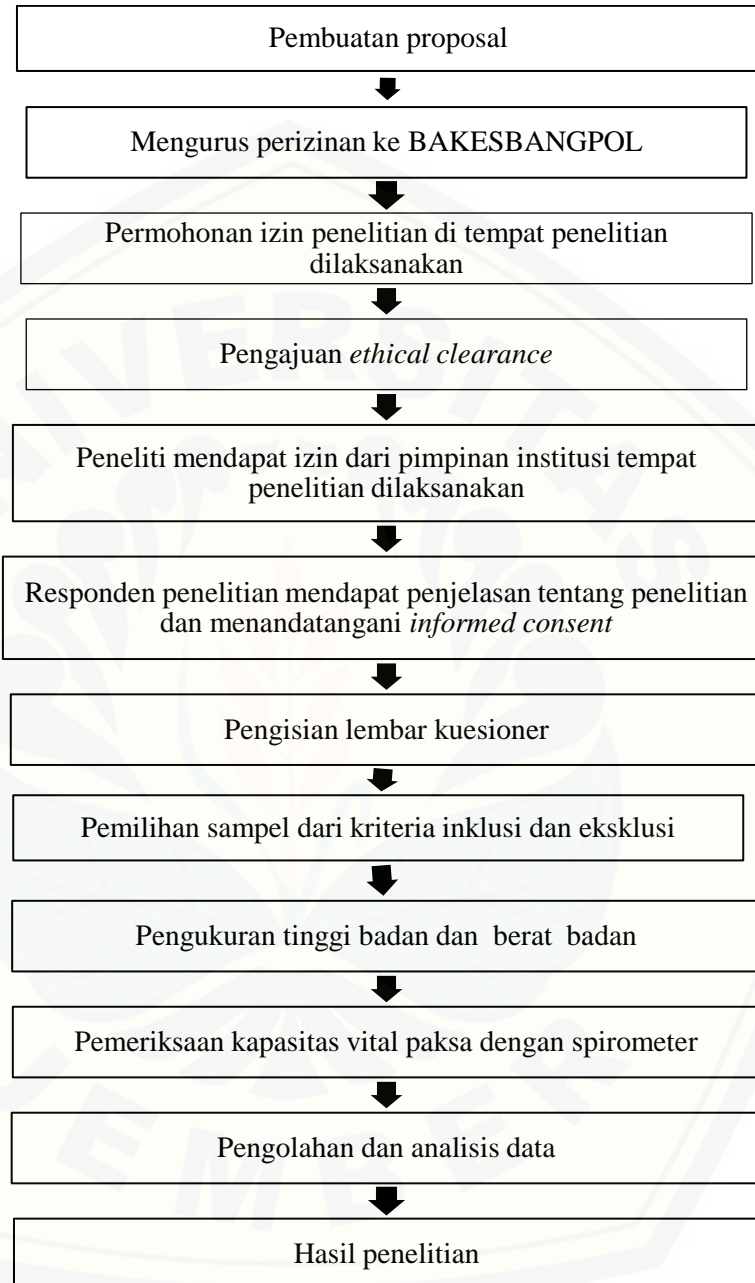 Pembuatan proposal
Mengurus perizinan ke BAKESBANGPOL
Permohonan izin penelitian di tempat penelitian
dilaksanakan
Pengajuan ethical clearance
Peneliti mendapat izin dari pimpinan institusi tempat
penelitian dilaksanakan
Responden penelitian mendapat penjelasan tentang penelitian
dan menandatangani informed consent
Pengisian lembar kuesioner
Pemilihan sampel dari kriteria inklusi dan eksklusi
Pengukuran tinggi badan dan berat badan
Pemeriksaan kapasitas vital paksa dengan spirometer
Pengolahan dan analisis data
Hasil penelitian
UNIVERSITAS
JEMBER